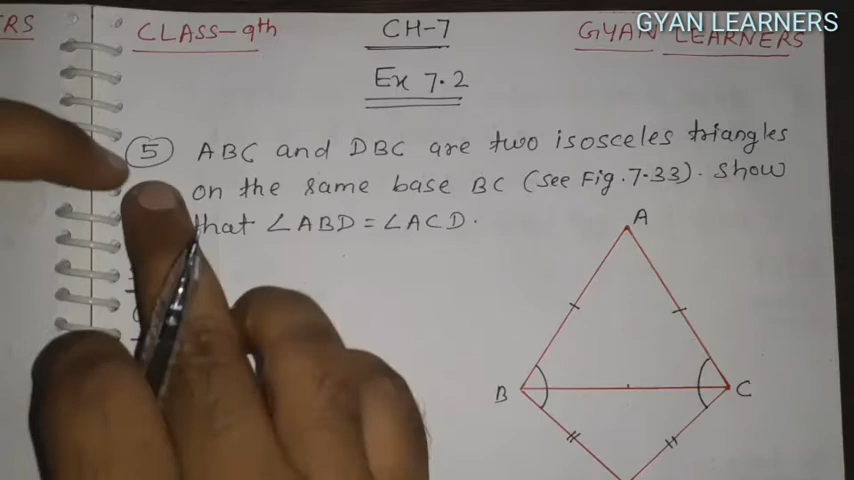 RS
CLASS-9th
CH-7
GYAN LEARNERS
GYAN LEARNERS
Ex 7.2
5 ABC and DBC are two isosceles triangles
on the same base BC (see Fig. 7.33). Show
that ∠ABD = ∠ACD.
A
B
C